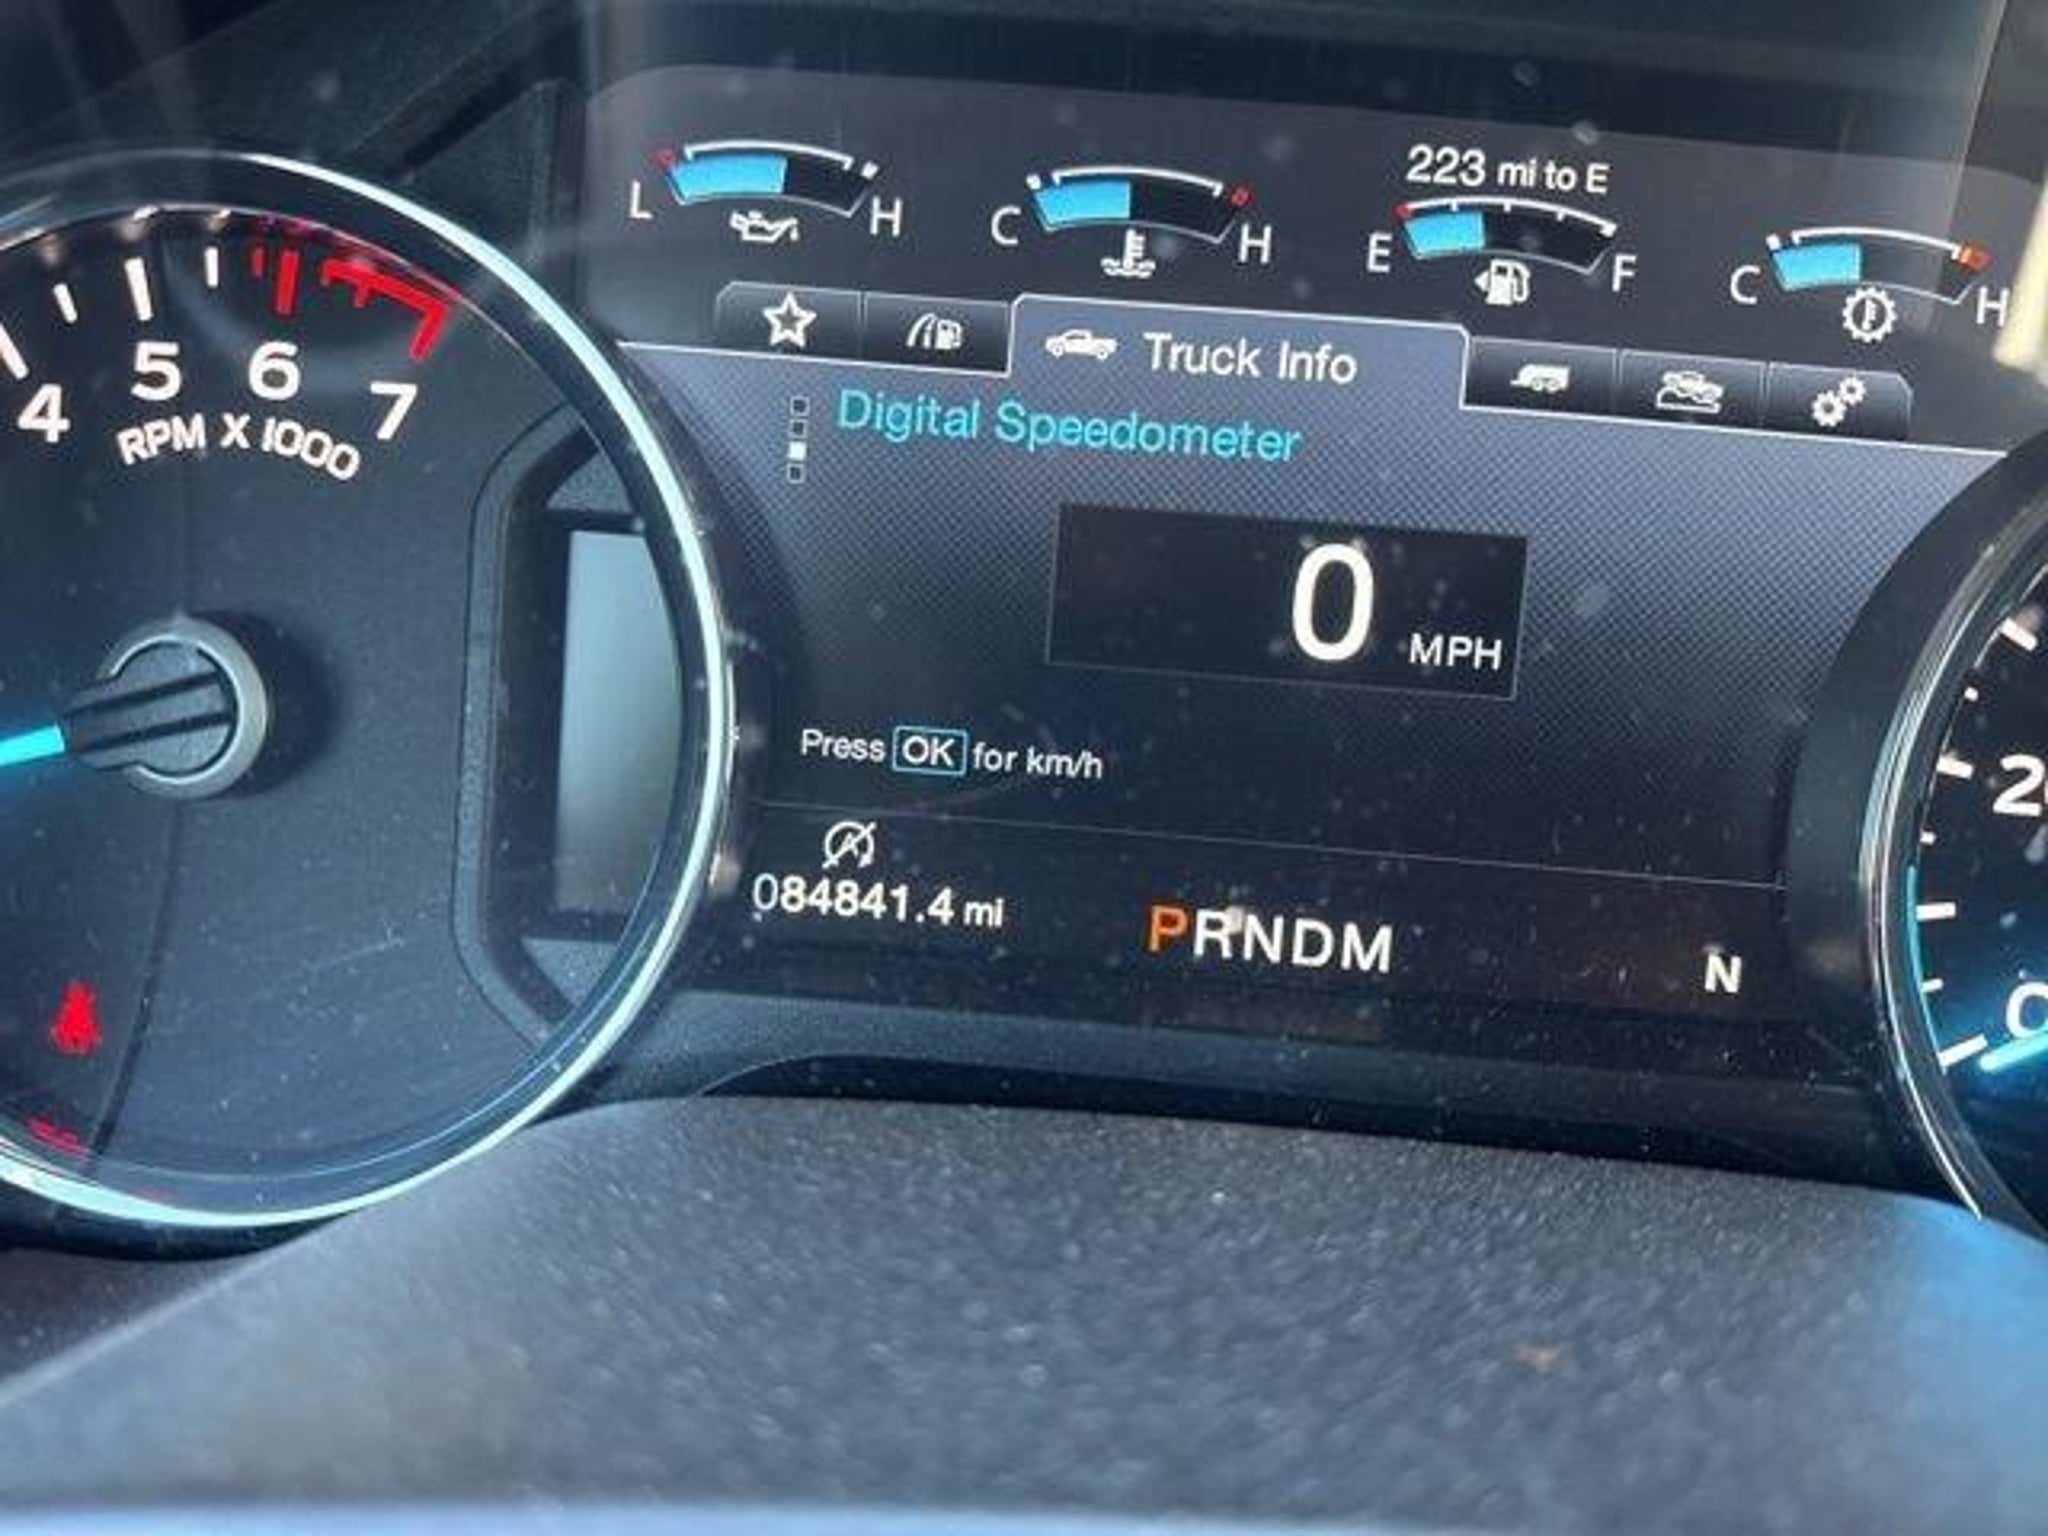 223 mi to E
L H
C H
E F
C H
Truck Info
Digital Speedometer
4 5 6 7
RPM X 1000
0 MPH
Press OK for km/h
084841.4 mi
PRNDM
N
0